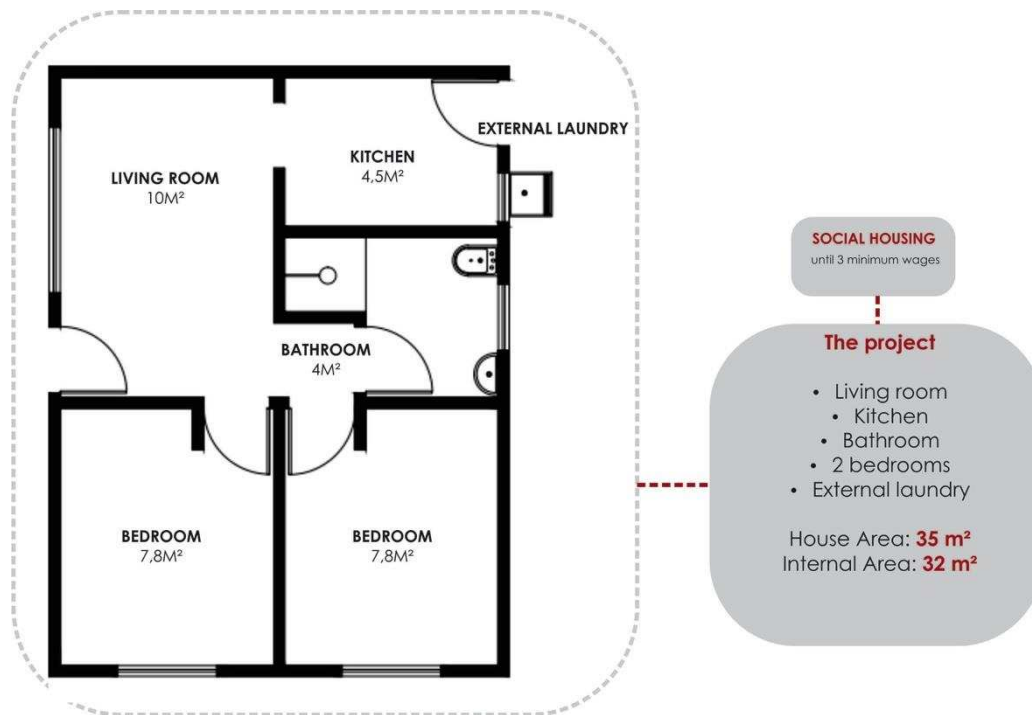 EXTERNAL LAUNDRY
KITCHEN
4,5M²
LIVING ROOM
10M²
BATHROOM
4M²
BEDROOM
7,8M²
BEDROOM
7,8M²
SOCIAL HOUSING
until 3 minimum wages
The project
• Living room
• Kitchen
• Bathroom
• 2 bedrooms
• External laundry
House Area: 35 m²
Internal Area: 32 m²